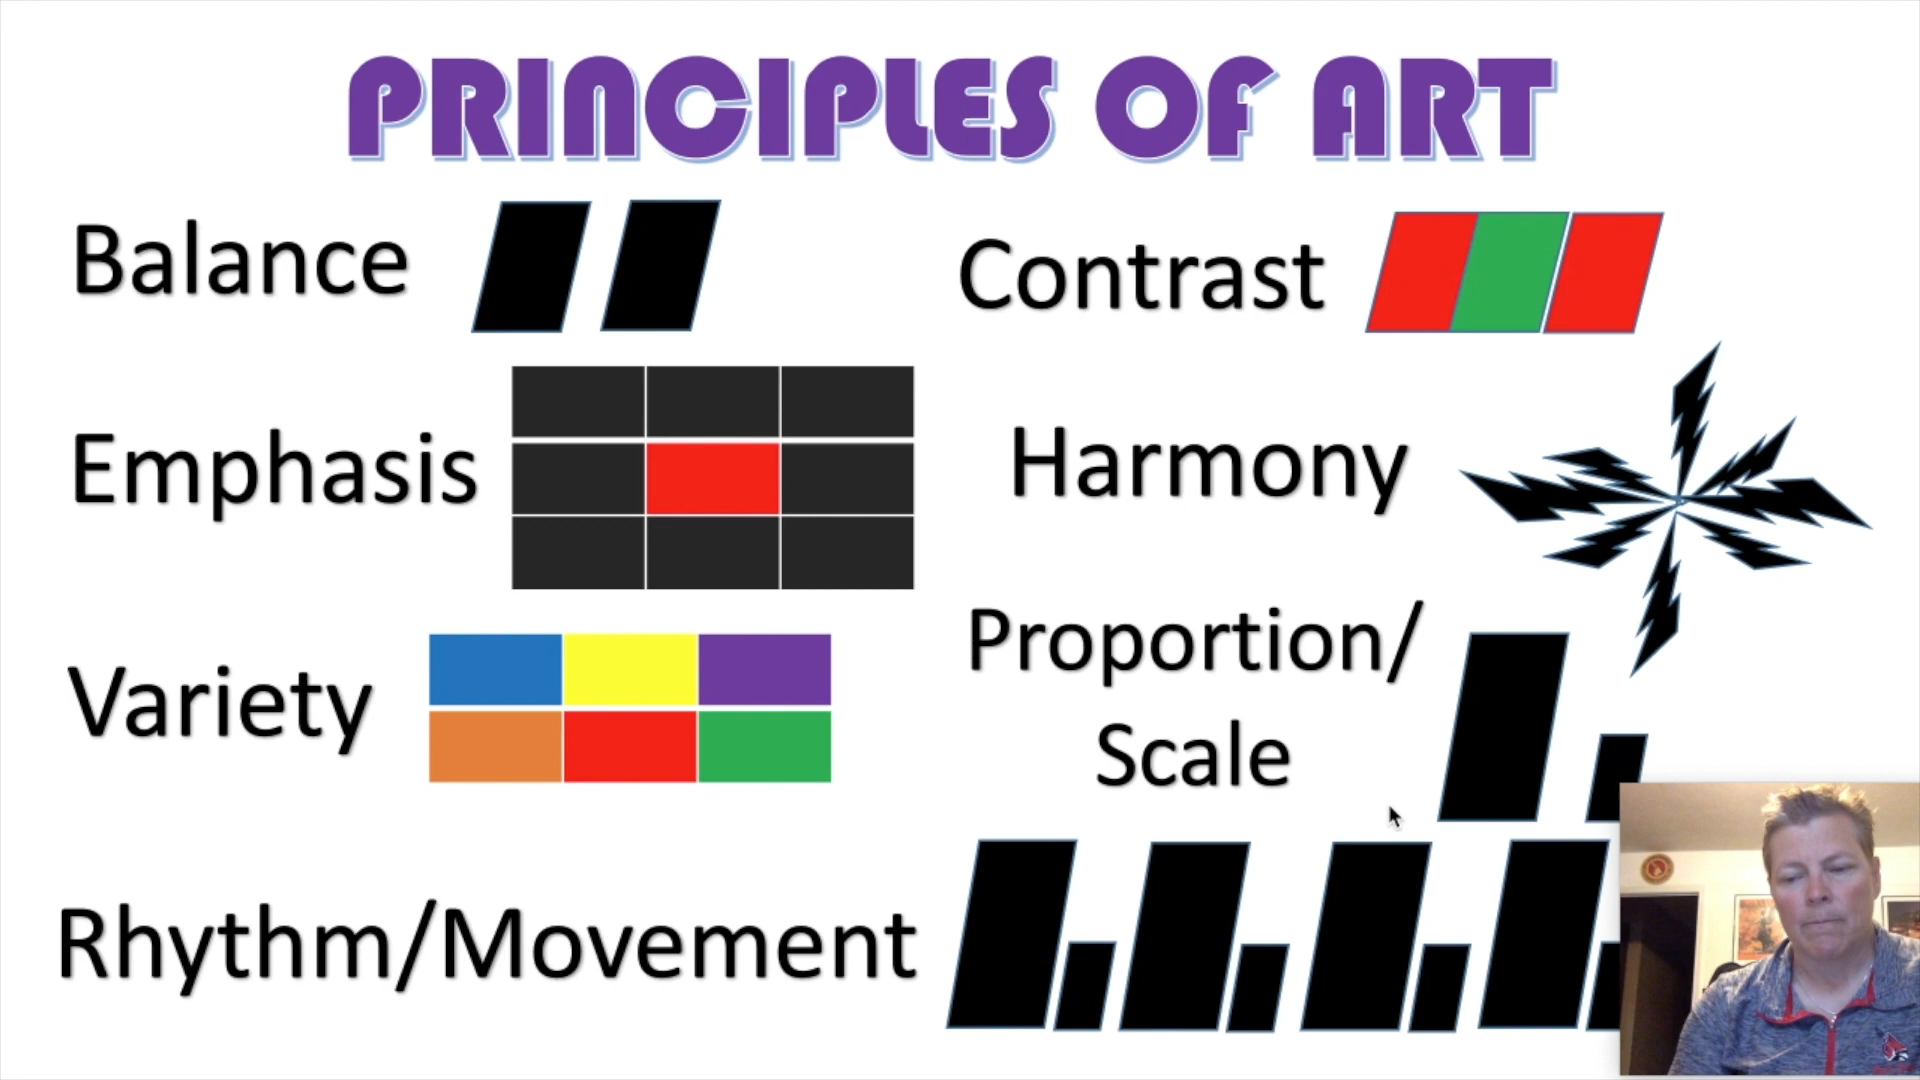 PRINCIPLES OF ART
Balance
Contrast
Emphasis
Harmony
Variety
Proportion/
Scale
Rhythm/Movement